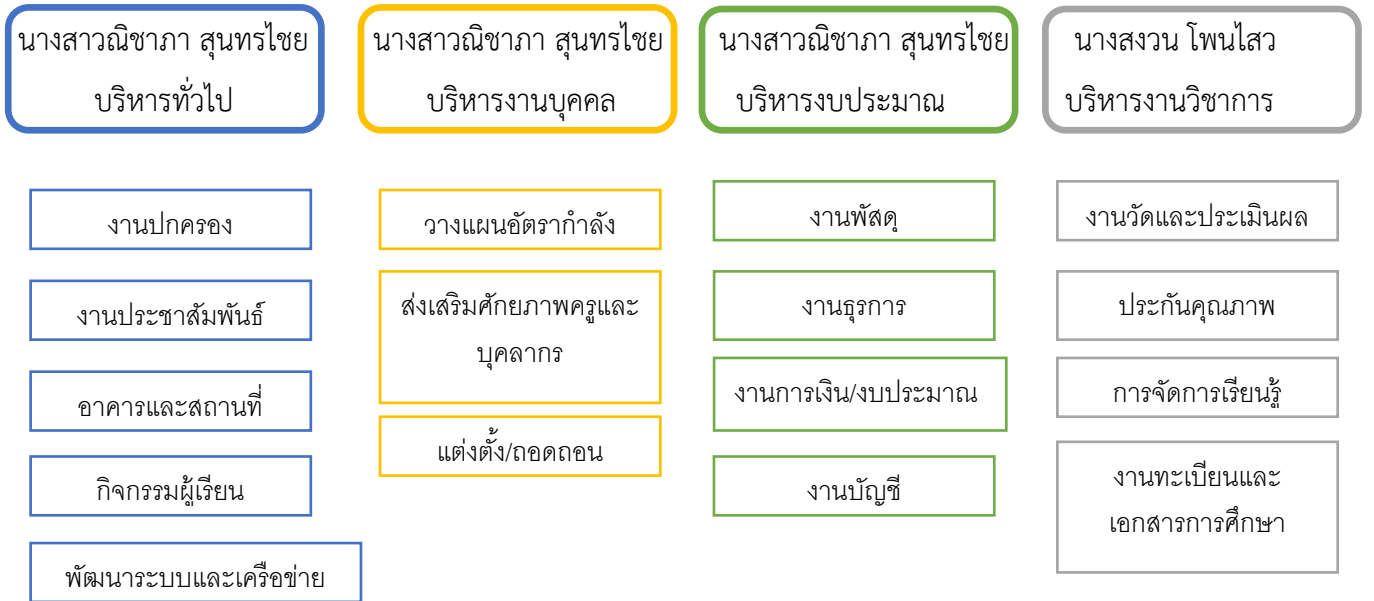 นางสาวณิชาภา สุนทรไชย
บริหารทั่วไป
นางสาวณิชาภา สุนทรไชย
บริหารงานบุคคล
นางสาวณิชาภา สุนทรไชย
บริหารงบประมาณ
นางสงวน โพนไสว
บริหารงานวิชาการ
งานปกครอง
งานประชาสัมพันธ์
อาคารและสถานที่
กิจกรรมผู้เรียน
พัฒนาระบบและเครือข่าย
วางแผนอัตรากำลัง
ส่งเสริมศักยภาพครูและ
บุคลากร
แต่งตั้ง/ถอดถอน
งานพัสดุ
งานธุรการ
งานการเงิน/งบประมาณ
งานบัญชี
งานวัดและประเมินผล
ประกันคุณภาพ
การจัดการเรียนรู้
งานทะเบียนและ
เอกสารการศึกษา